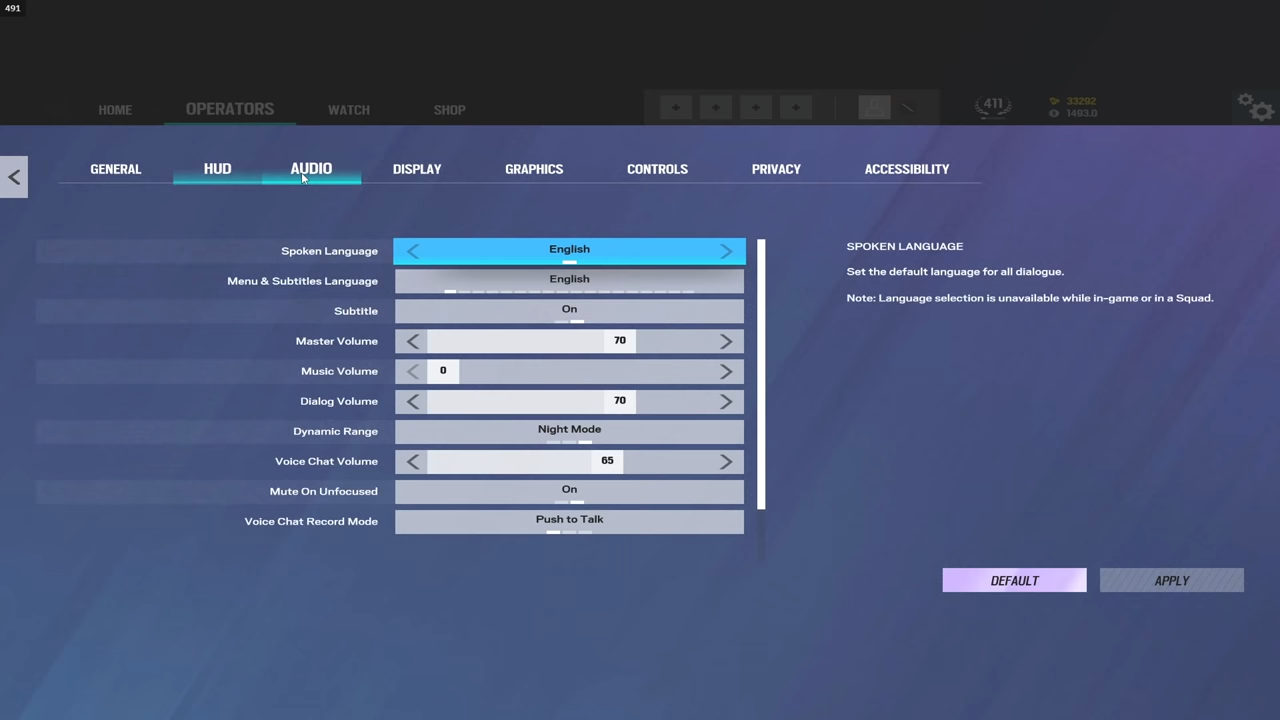 491
HOME OPERATORS WATCH SHOP + + + + 411 33292
1493.0
GENERAL HUD AUDIO DISPLAY GRAPHICS CONTROLS PRIVACY ACCESSIBILITY
Spoken Language English
Menu & Subtitles Language English
Subtitle On
Master Volume 70
Music Volume 0
Dialog Volume 70
Dynamic Range Night Mode
Voice Chat Volume 65
Mute On Unfocused On
Voice Chat Record Mode Push to Talk
SPOKEN LANGUAGE
Set the default language for all dialogue.
Note: Language selection is unavailable while in-game or in a Squad.
DEFAULT APPLY